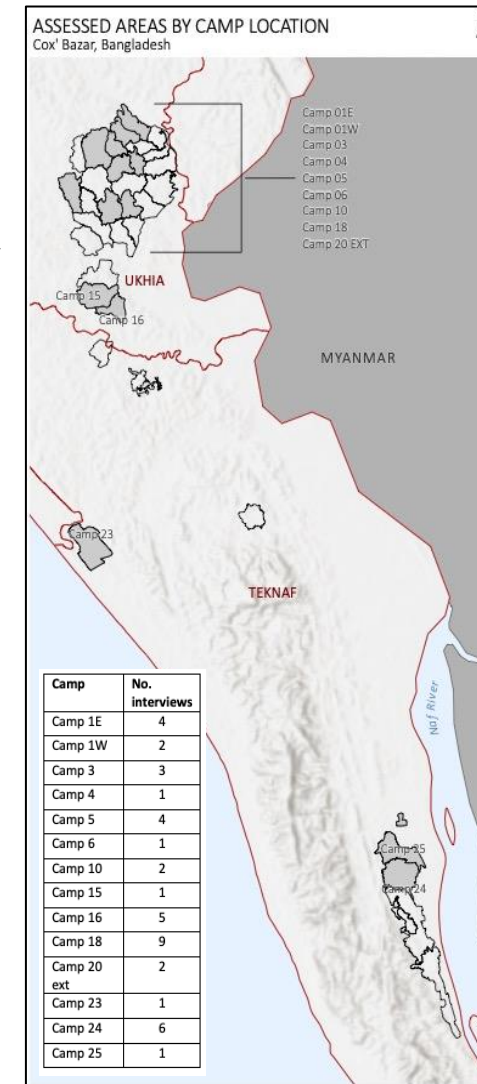 ASSESSED AREAS BY CAMP LOCATION
Cox' Bazar, Bangladesh
Camp 01E
Camp 01W
Camp 03
Camp 04
Camp 05
Camp 06
Camp 10
Camp 18
Camp 20 EXT
UKHIA
Camp 15
Camp 16
MYANMAR
Camp 23
TEKNAF
Naf River
Camp 25
Camp 24
Camp No.
interviews
Camp 1E 4
Camp 1W 2
Camp 3 3
Camp 4 1
Camp 5 4
Camp 6 1
Camp 10 2
Camp 15 1
Camp 16 5
Camp 18 9
Camp 20 2
ext
Camp 23 1
Camp 24 6
Camp 25 1